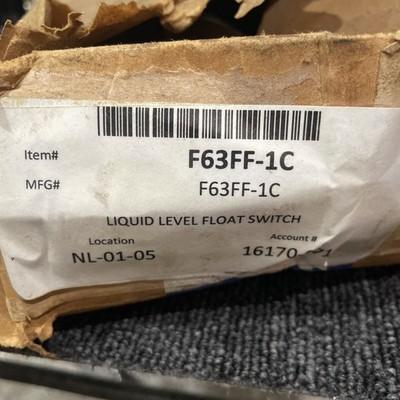 Item# F63FF-1C
MFG# F63FF-1C
LIQUID LEVEL FLOAT SWITCH
Location Account #
NL-01-05